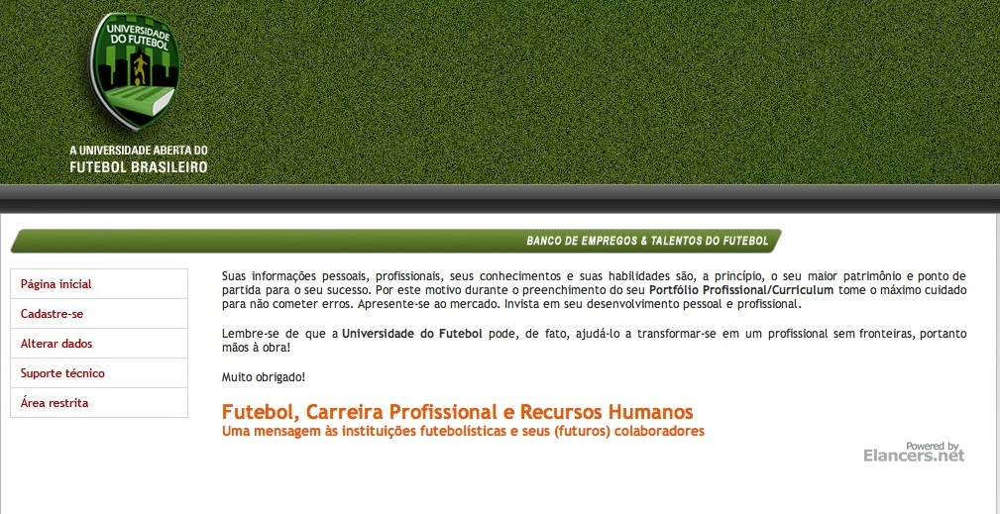 UNIVERSIDADE
DO FUTEBOL
A UNIVERSIDADE ABERTA DO
FUTEBOL BRASILEIRO
BANCO DE EMPREGOS & TALENTOS DO FUTEBOL
Página inicial
Cadastre-se
Alterar dados
Suporte técnico
Área restrita
Suas informações pessoais, profissionais, seus conhecimentos e suas habilidades são, a princípio, o seu maior patrimônio e ponto de
partida para o seu sucesso. Por este motivo durante o preenchimento do seu Portfólio Profissional/Curriculum tome o máximo cuidado
para não cometer erros. Apresente-se ao mercado. Invista em seu desenvolvimento pessoal e profissional.
Lembre-se de que a Universidade do Futebol pode, de fato, ajudá-lo a transformar-se em um profissional sem fronteiras, portanto
mãos à obra!
Muito obrigado!
Futebol, Carreira Profissional e Recursos Humanos
Uma mensagem às instituições futebolísticas e seus (futuros) colaboradores
Powered by
Elancers.net